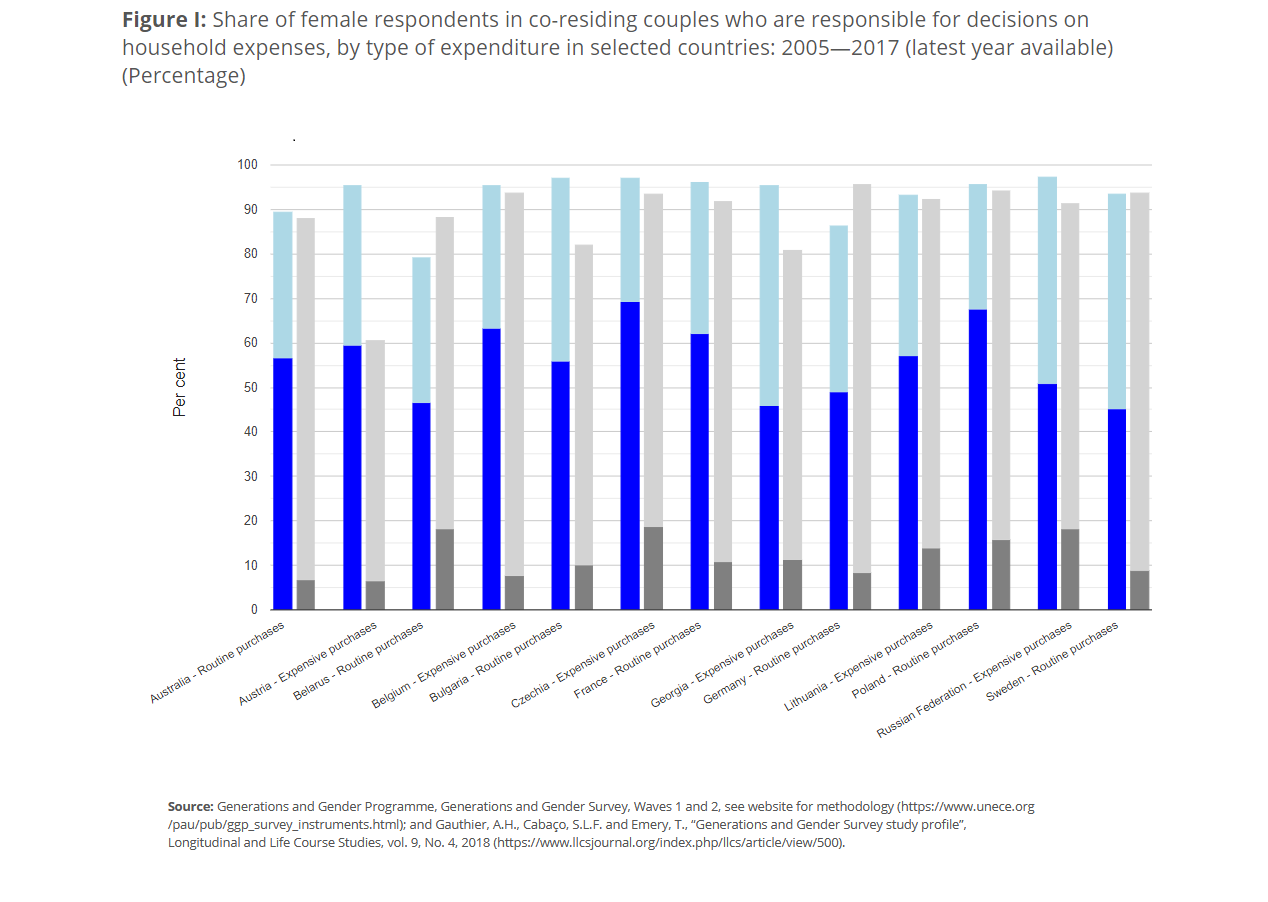 Figure I: Share of female respondents in co-residing couples who are responsible for decisions on
household expenses, by type of expenditure in selected countries: 2005—2017 (latest year available)
(Percentage)
.
Per cent
100
90
80
70
60
50
40
30
20
10
0
Australia - Routine purchases
Austria - Expensive purchases
Belarus - Routine purchases
Belgium - Expensive purchases
Bulgaria - Routine purchases
Czechia - Expensive purchases
France - Routine purchases
Georgia - Expensive purchases
Germany - Routine purchases
Lithuania - Expensive purchases
Poland - Routine purchases
Russian Federation - Expensive purchases
Sweden - Routine purchases
Source: Generations and Gender Programme, Generations and Gender Survey, Waves 1 and 2, see website for methodology (https://www.unece.org
/pau/pub/ggp_survey_instruments.html); and Gauthier, A.H., Cabaço, S.L.F. and Emery, T., “Generations and Gender Survey study profile”,
Longitudinal and Life Course Studies, vol. 9, No. 4, 2018 (https://www.llcsjournal.org/index.php/llcs/article/view/500).